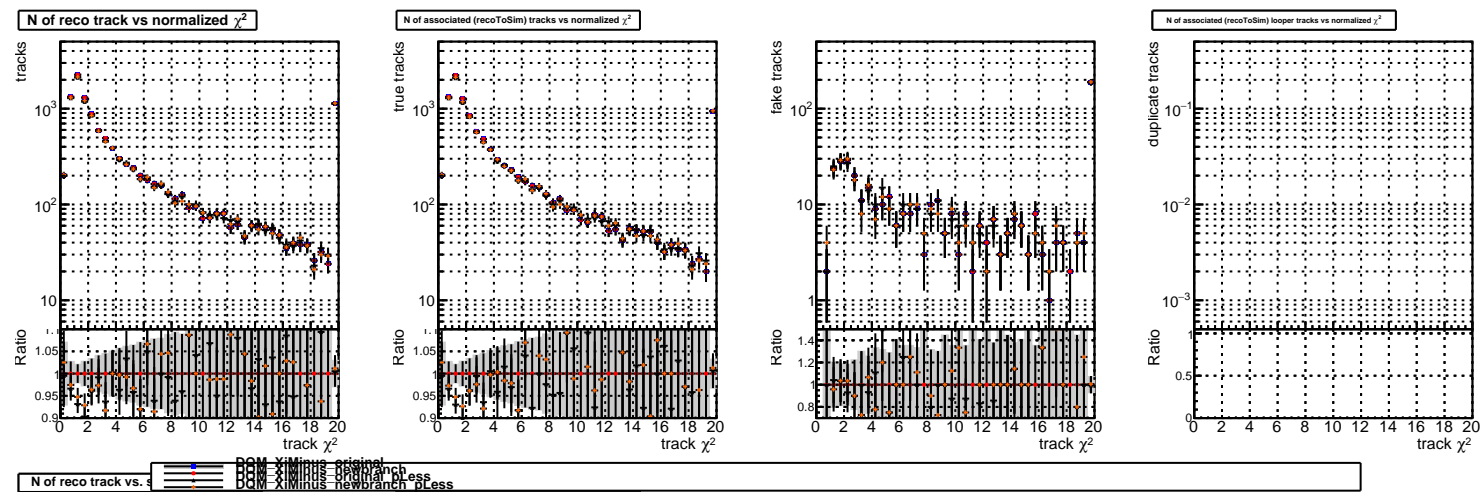 N of reco track vs normalized χ²
tracks
10³
10²
10
Ratio
1.05
1
0.95
0.9
0 2 4 6 8 10 12 14 16 18 20
track χ²
N of associated (recoToSim) tracks vs normalized χ²
true tracks
10³
10²
10
Ratio
1.05
1
0.95
0.9
0 2 4 6 8 10 12 14 16 18 20
track χ²
fake tracks
10²
10
1
Ratio
1.4
1.2
1
0.8
0 2 4 6 8 10 12 14 16 18 20
track χ²
N of associated (recoToSim) looper tracks vs normalized χ²
duplicate tracks
10⁻¹
10⁻²
10⁻³
Ratio
1
0.5
0
0 2 4 6 8 10 12 14 16 18 20
track χ²
N of reco track vs.
DQM_XiMinus_original
DQM_XiMinus_newbranch
DQM_XiMinus_original_pLess
DQM_XiMinus_newbranch_pLess